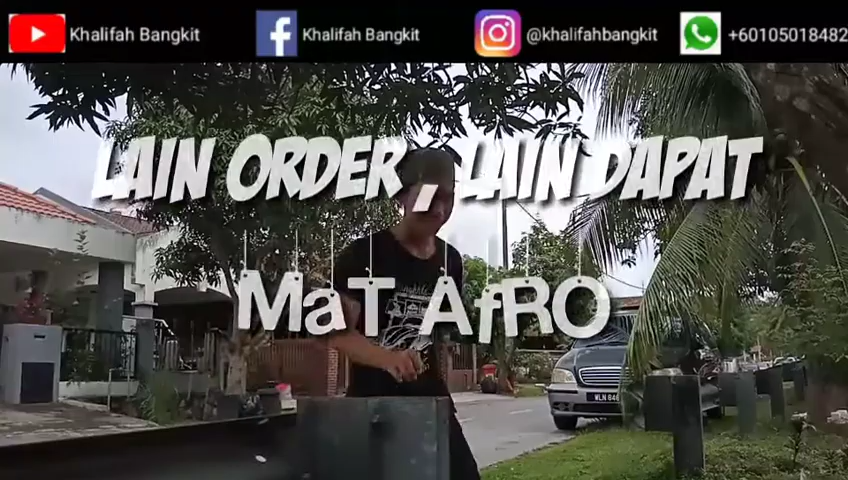 Khalifah Bangkit
Khalifah Bangkit
@khalifahbangkit
+60105018482
LAIN ORDER , LAIN DAPAT
MaT AfRO